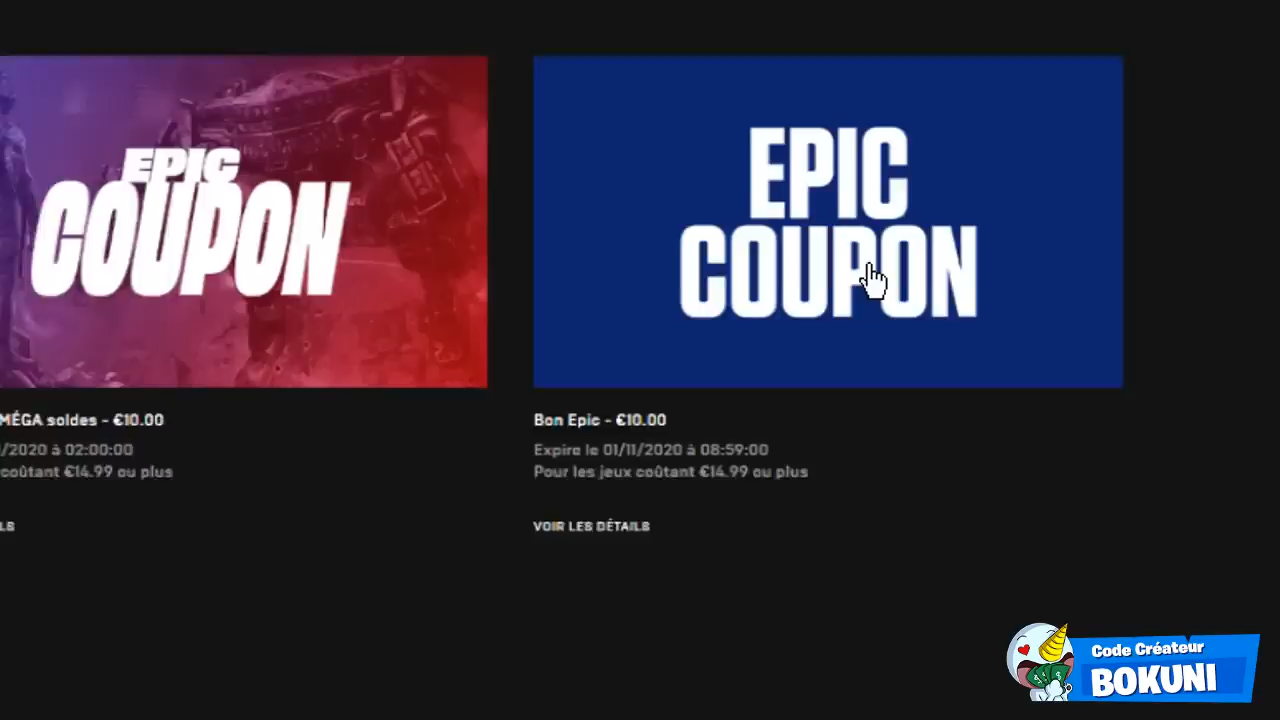 EPIC
COUPON
EPIC
COUPON
MÉGA soldes - €10.00
/2020 à 02:00:00
coûtant €14.99 ou plus
LS
Bon Epic - €10.00
Expire le 01/11/2020 à 08:59:00
Pour les jeux coûtant €14.99 ou plus
VOIR LES DÉTAILS
Code Créateur
BOKUNI